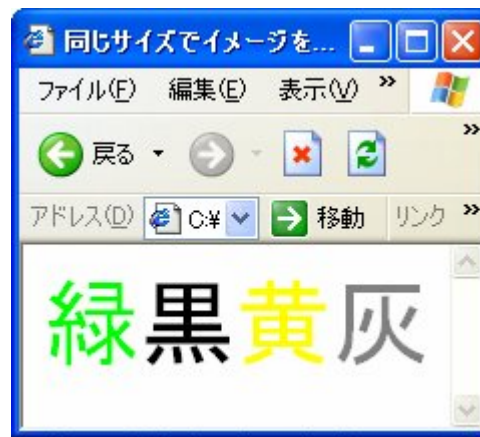 同じサイズでイメージを...
ファイル(F) 編集(E) 表示(V) »
戻る »
アドレス(D) C:¥ 移動 リンク »
緑黒黄灰